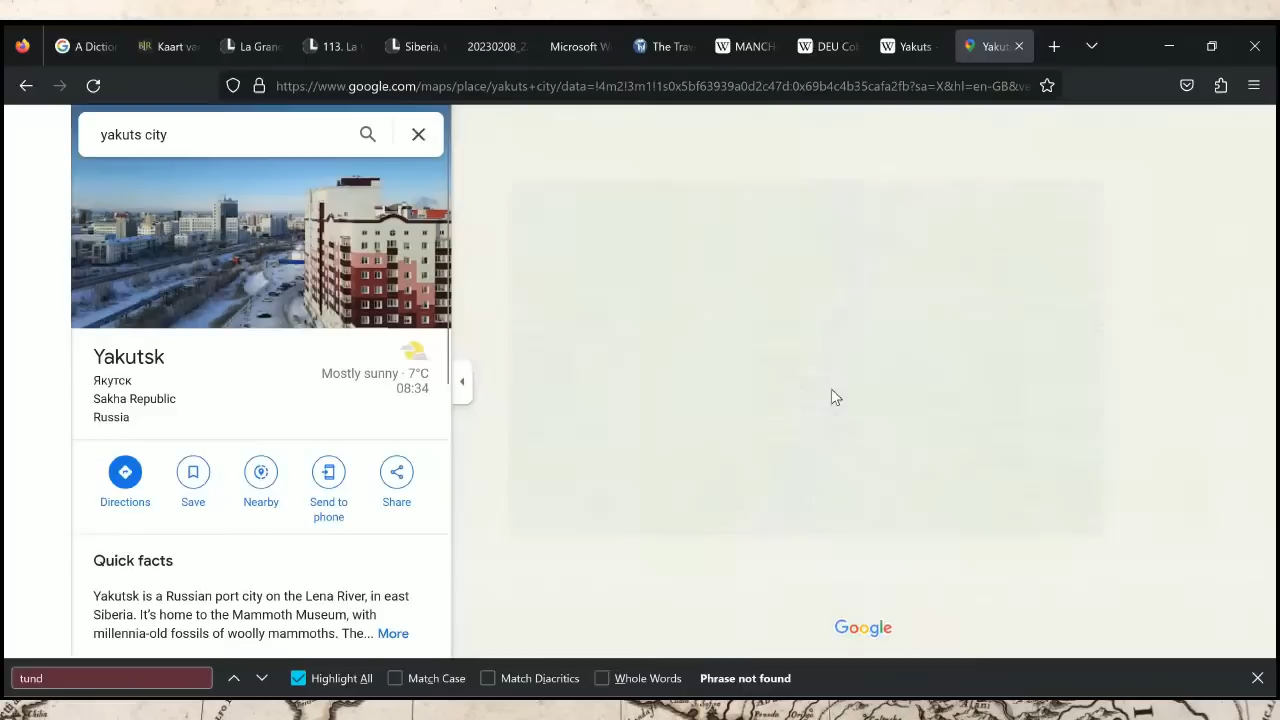 A Dictio
Kaart va
La Gran
113. La
Siberia,
20230208_2
Microsoft W
The Trav
MANCH
DEU Co
Yakuts
Yakut
https://www.google.com/maps/place/yakuts+city/data=!4m2!3m1!1s0x5bf63939a0d2c47d:0x69b4c4b35cafa2fb?sa=X&hl=en-GB&ve
yakuts city
Yakutsk
Якутск
Sakha Republic
Russia
Mostly sunny · 7°C
08:34
Directions
Save
Nearby
Send to
phone
Share
Quick facts
Yakutsk is a Russian port city on the Lena River, in east
Siberia. It's home to the Mammoth Museum, with
millennia-old fossils of woolly mammoths. The... More
Google
tund
Highlight All
Match Case
Match Diacritics
Whole Words
Phrase not found